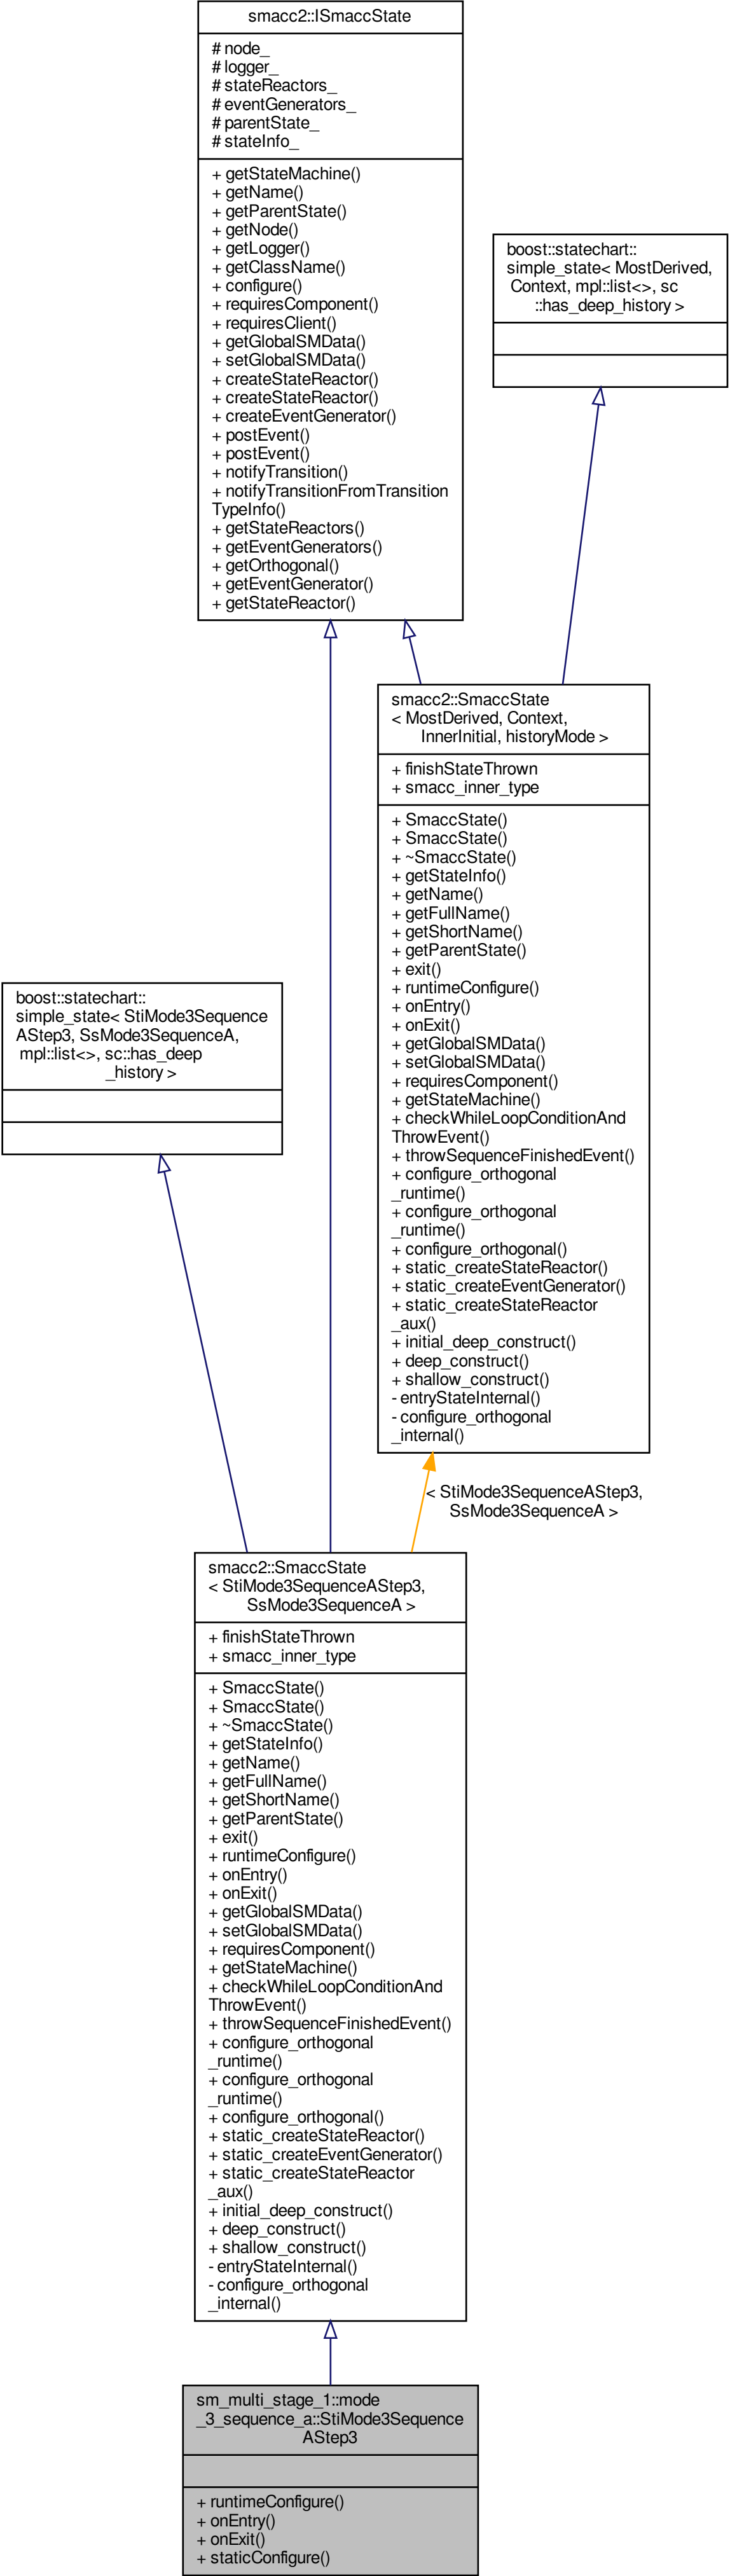 smacc2::ISmaccState
# node_
# logger_
# stateReactors_
# eventGenerators_
# parentState_
# stateInfo_
+ getStateMachine()
+ getName()
+ getParentState()
+ getNode()
+ getLogger()
+ getClassName()
+ configure()
+ requiresComponent()
+ requiresClient()
+ getGlobalSMData()
+ setGlobalSMData()
+ createStateReactor()
+ createStateReactor()
+ createEventGenerator()
+ postEvent()
+ postEvent()
+ notifyTransition()
+ notifyTransitionFromTransition
TypeInfo()
+ getStateReactors()
+ getEventGenerators()
+ getOrthogonal()
+ getEventGenerator()
+ getStateReactor()
boost::statechart::
simple_state< MostDerived,
Context, mpl::list<>, sc
::has_deep_history >
smacc2::SmaccState
< MostDerived, Context,
InnerInitial, historyMode >
+ finishStateThrown
+ smacc_inner_type
+ SmaccState()
+ SmaccState()
+ ~SmaccState()
+ getStateInfo()
+ getName()
+ getFullName()
+ getShortName()
+ getParentState()
+ exit()
+ runtimeConfigure()
+ onEntry()
+ onExit()
+ getGlobalSMData()
+ setGlobalSMData()
+ requiresComponent()
+ getStateMachine()
+ checkWhileLoopConditionAnd
ThrowEvent()
+ throwSequenceFinishedEvent()
+ configure_orthogonal
_runtime()
+ configure_orthogonal
_runtime()
+ configure_orthogonal()
+ static_createStateReactor()
+ static_createEventGenerator()
+ static_createStateReactor
_aux()
+ initial_deep_construct()
+ deep_construct()
+ shallow_construct()
- entryStateInternal()
- configure_orthogonal
_internal()
boost::statechart::
simple_state< StiMode3Sequence
AStep3, SsMode3SequenceA,
mpl::list<>, sc::has_deep
_history >
< StiMode3SequenceAStep3,
SsMode3SequenceA >
smacc2::SmaccState
< StiMode3SequenceAStep3,
SsMode3SequenceA >
+ finishStateThrown
+ smacc_inner_type
+ SmaccState()
+ SmaccState()
+ ~SmaccState()
+ getStateInfo()
+ getName()
+ getFullName()
+ getShortName()
+ getParentState()
+ exit()
+ runtimeConfigure()
+ onEntry()
+ onExit()
+ getGlobalSMData()
+ setGlobalSMData()
+ requiresComponent()
+ getStateMachine()
+ checkWhileLoopConditionAnd
ThrowEvent()
+ throwSequenceFinishedEvent()
+ configure_orthogonal
_runtime()
+ configure_orthogonal
_runtime()
+ configure_orthogonal()
+ static_createStateReactor()
+ static_createEventGenerator()
+ static_createStateReactor
_aux()
+ initial_deep_construct()
+ deep_construct()
+ shallow_construct()
- entryStateInternal()
- configure_orthogonal
_internal()
sm_multi_stage_1::mode
_3_sequence_a::StiMode3Sequence
AStep3
+ runtimeConfigure()
+ onEntry()
+ onExit()
+ staticConfigure()